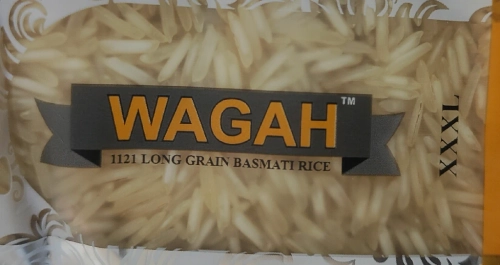 WAGAH™
1121 LONG GRAIN BASMATI RICE
XXXL